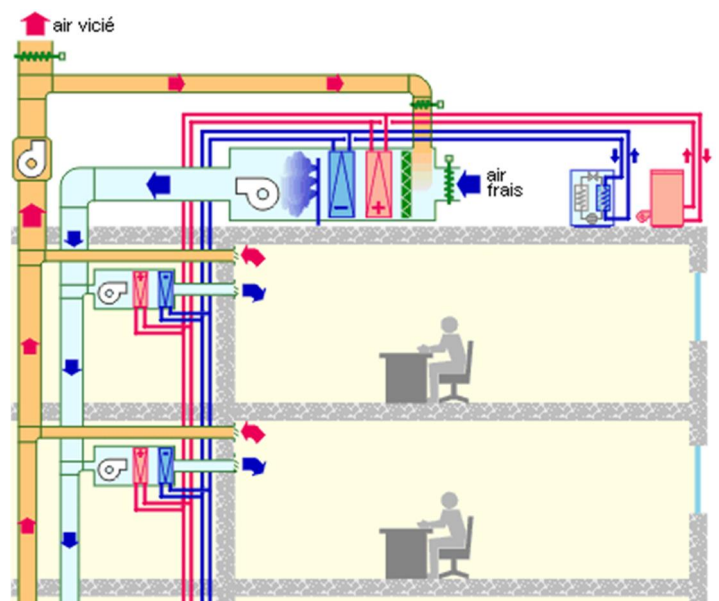 air vicié
air
frais
- +
+ -
+ -